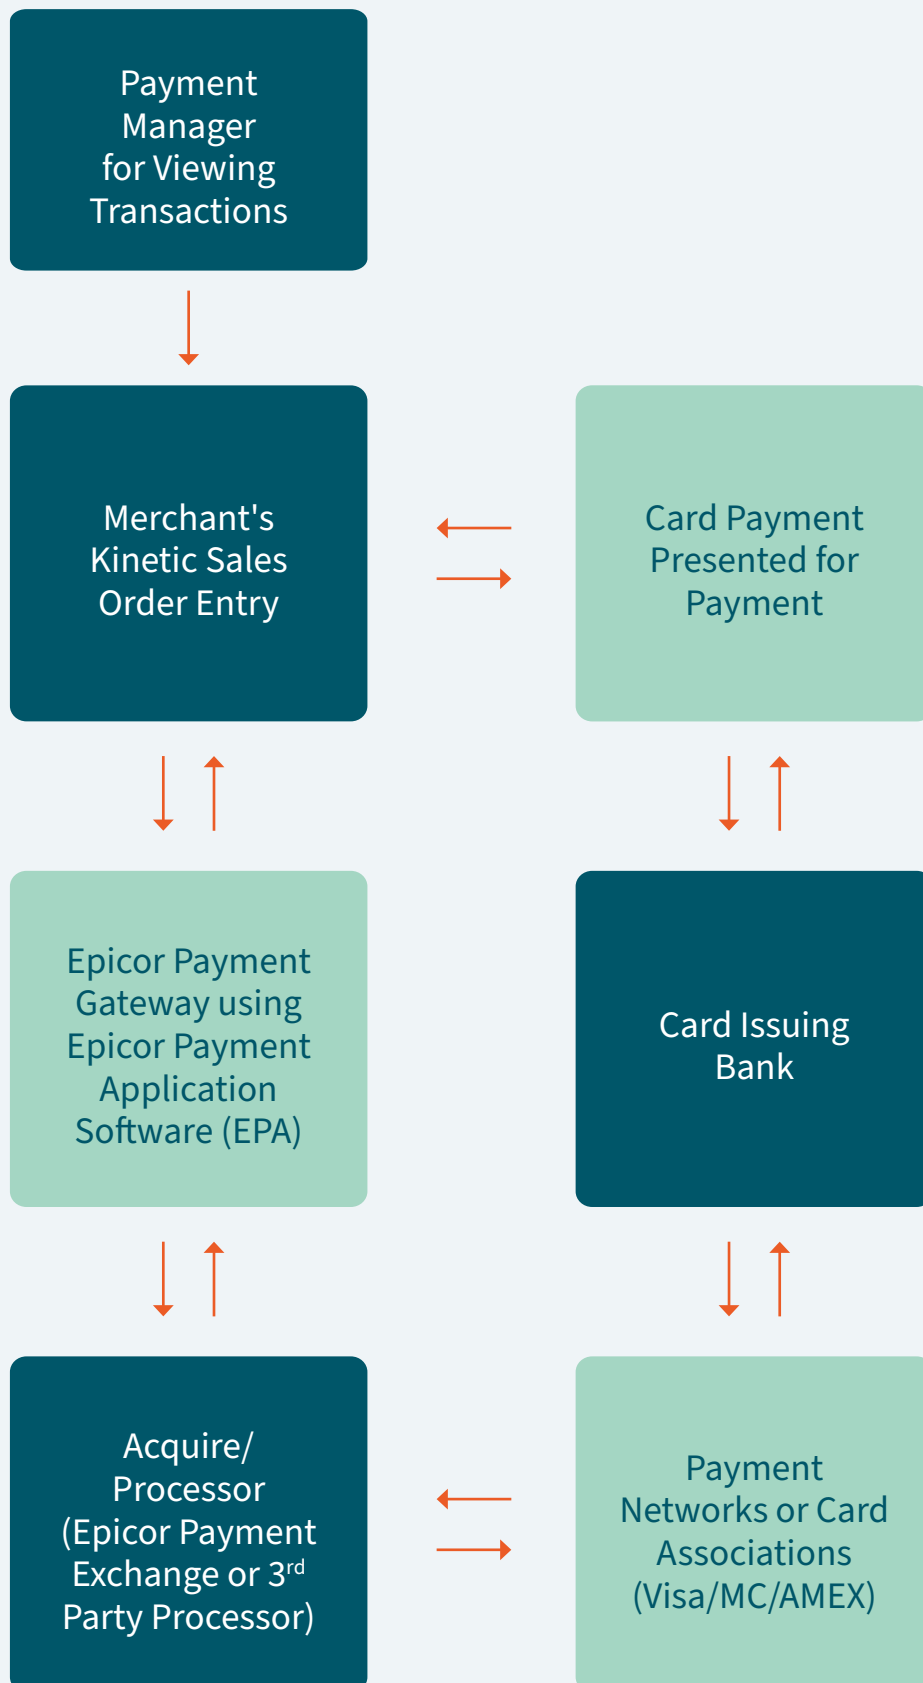 Payment
Manager
for Viewing
Transactions
Merchant's
Kinetic Sales
Order Entry
Card Payment
Presented for
Payment
Epicor Payment
Gateway using
Epicor Payment
Application
Software (EPA)
Card Issuing
Bank
Acquire/
Processor
(Epicor Payment
Exchange or 3rd
Party Processor)
Payment
Networks or Card
Associations
(Visa/MC/AMEX)